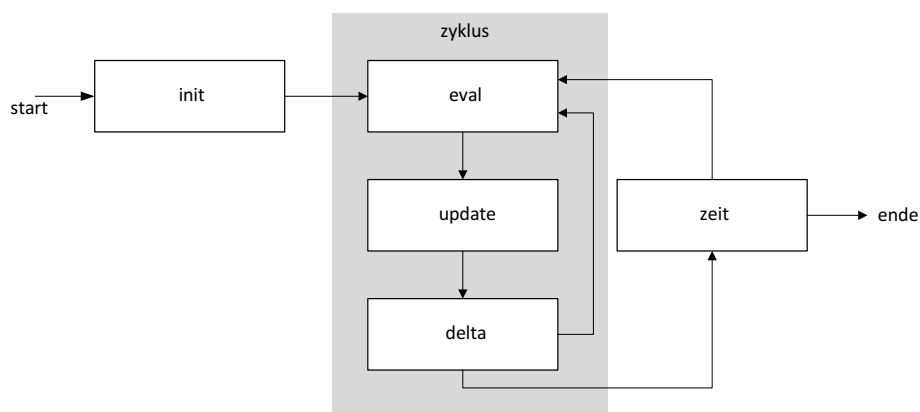 zyklus
start
init
eval
update
zeit
ende
delta